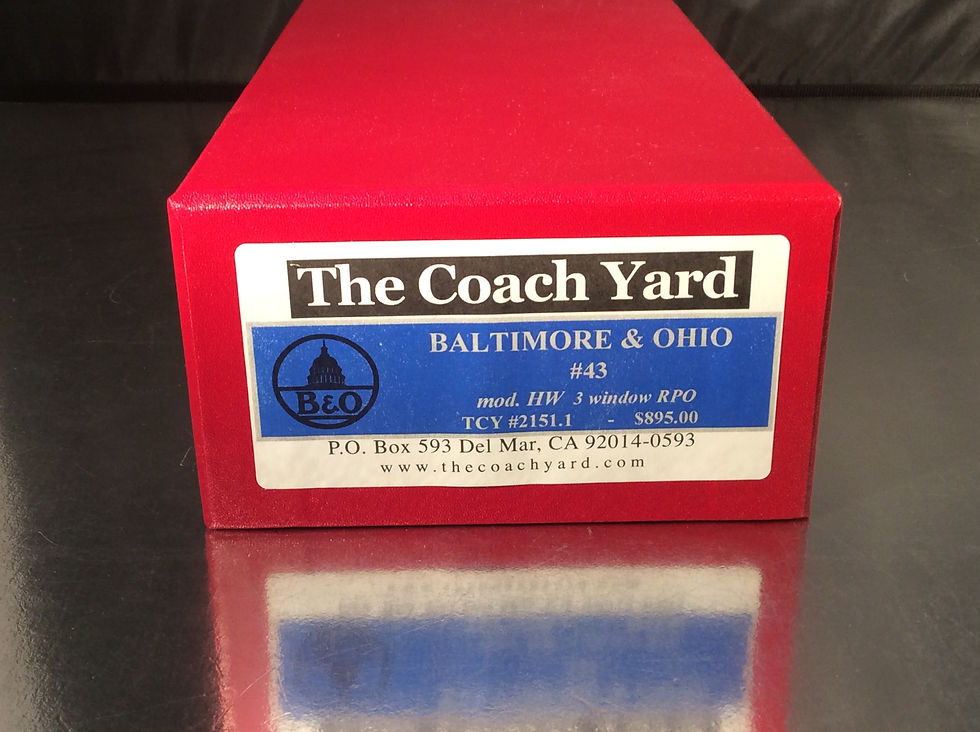 The Coach Yard
BALTIMORE & OHIO
#43
B&O
mod. HW 3 window RPO
TCY #2151.1 - $895.00
P.O. Box 593 Del Mar, CA 92014-0593
www.thecoachyard.com